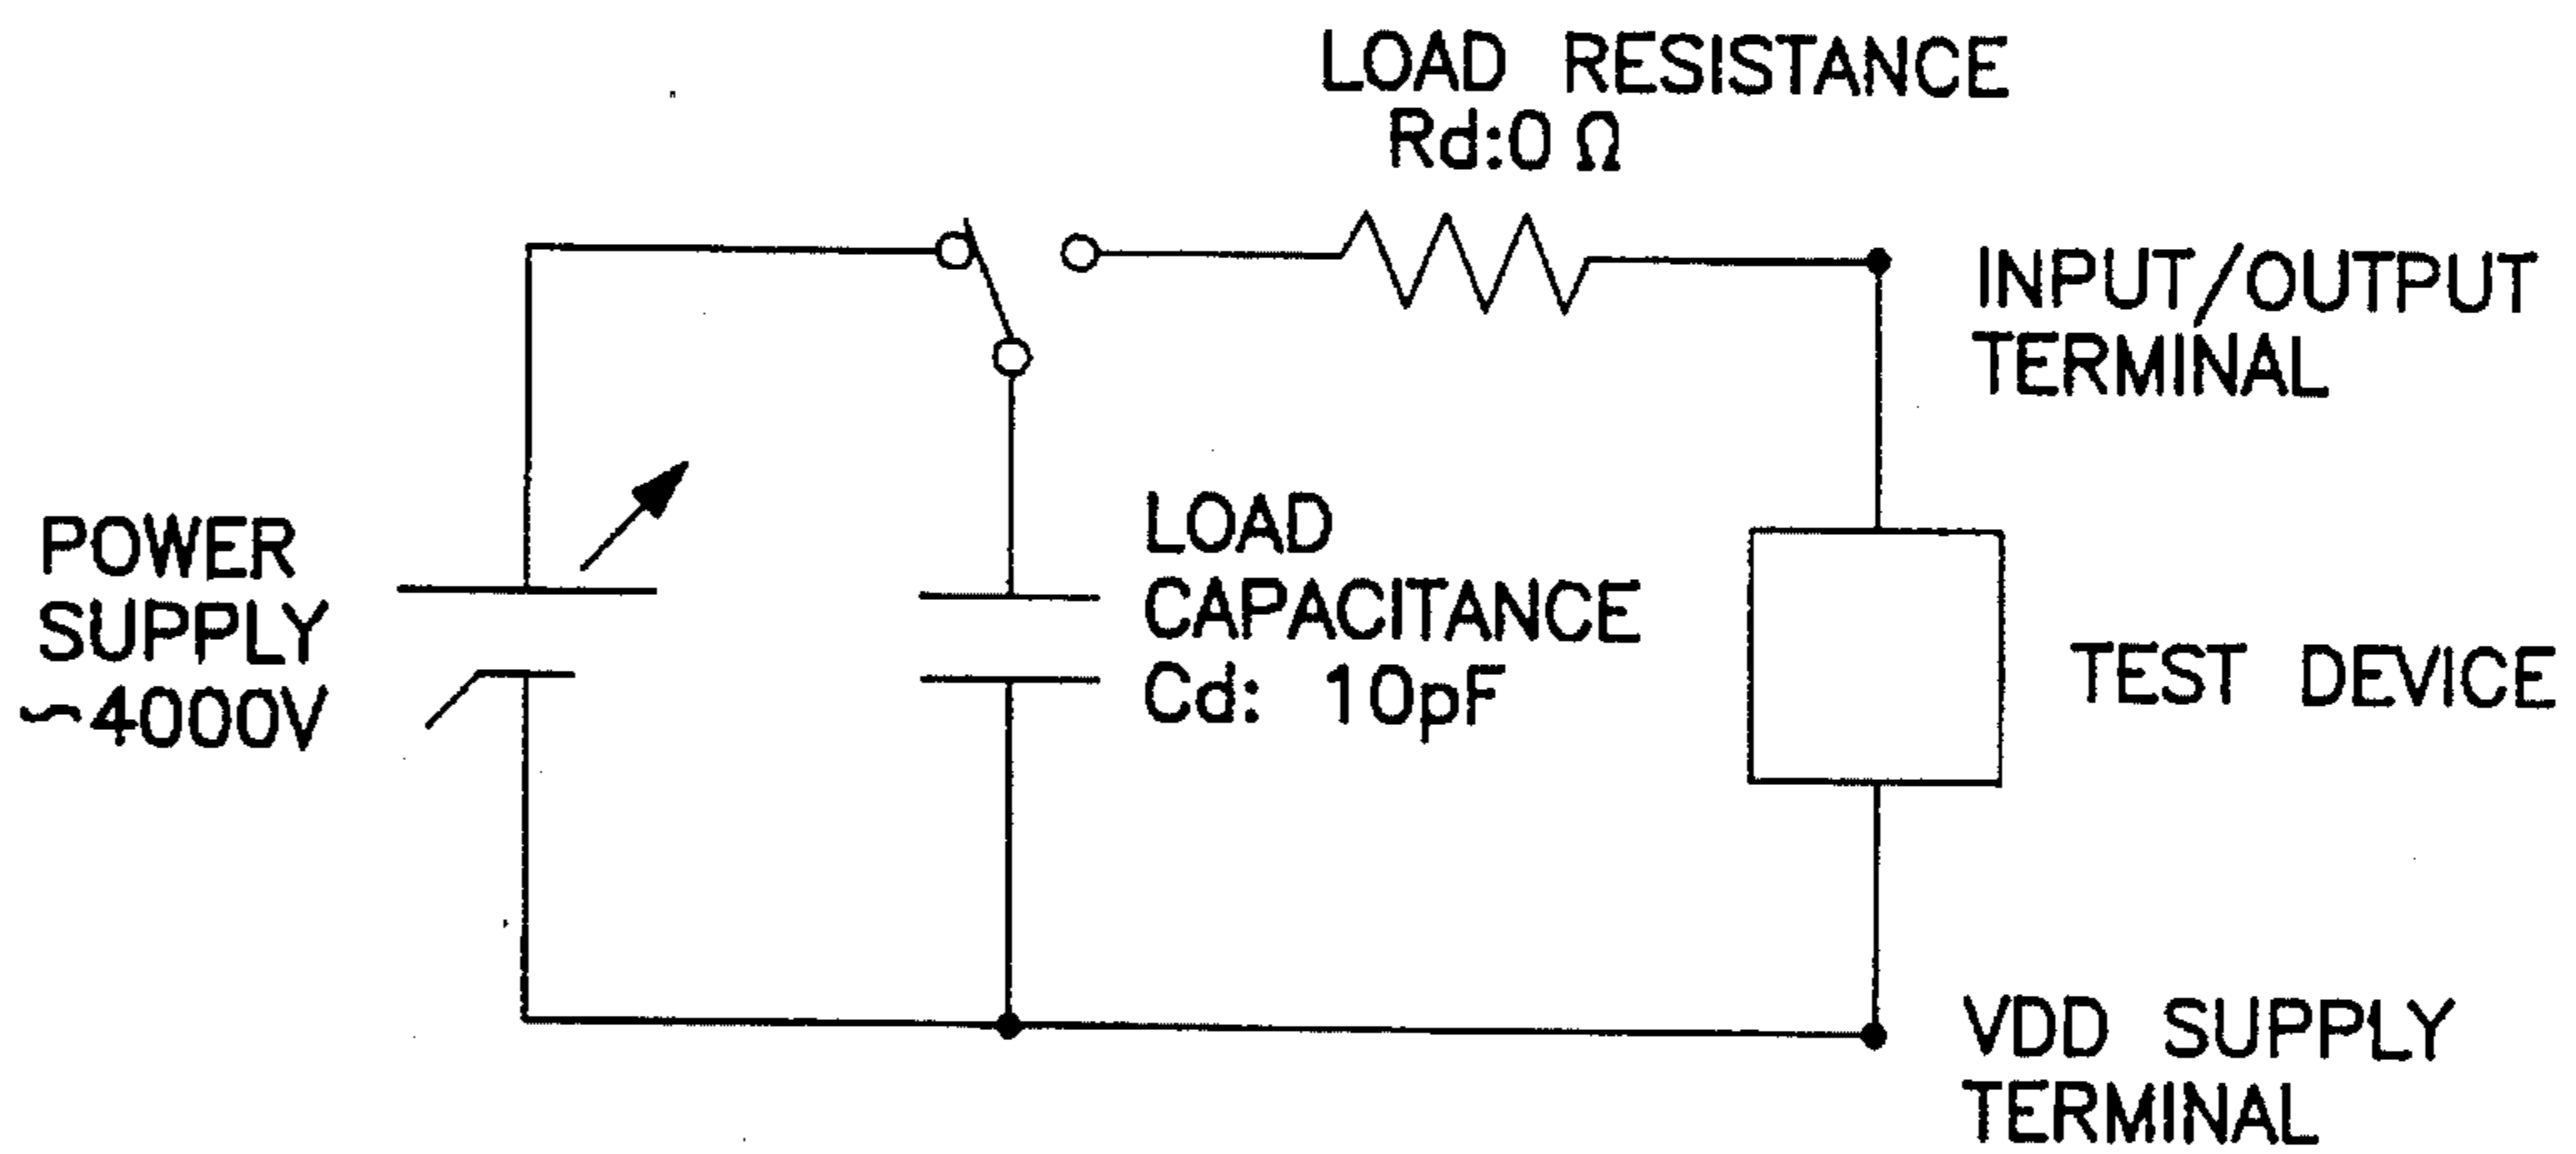 LOAD RESISTANCE
Rd:0 Ω
INPUT/OUTPUT
TERMINAL
POWER
SUPPLY
~4000V
LOAD
CAPACITANCE
Cd: 10pF
TEST DEVICE
VDD SUPPLY
TERMINAL